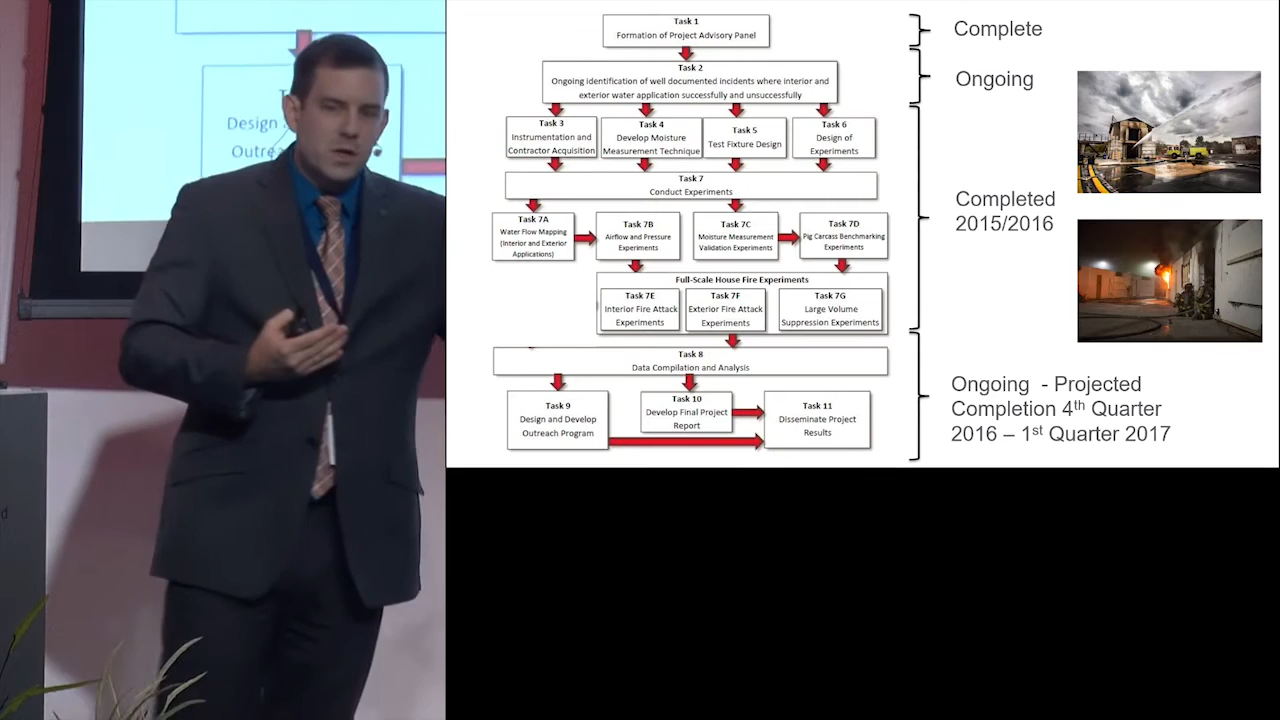 Design
Outrea
d
Task 1
Formation of Project Advisory Panel
Task 2
Ongoing identification of well documented incidents where interior and
exterior water application successfully and unsuccessfully
Task 3
Instrumentation and
Contractor Acquisition
Task 4
Develop Moisture
Measurement Technique
Task 5
Test Fixture Design
Task 6
Design of
Experiments
Task 7
Conduct Experiments
Task 7A
Water Flow Mapping
(Interior and Exterior
Applications)
Task 7B
Airflow and Pressure
Experiments
Task 7C
Moisture Measurement
Validation Experiments
Task 7D
Pig Carcass Benchmarking
Experiments
Full-Scale House Fire Experiments
Task 7E
Interior Fire Attack
Experiments
Task 7F
Exterior Fire Attack
Experiments
Task 7G
Large Volume
Suppression Experiments
Task 8
Data Compilation and Analysis
Task 9
Design and Develop
Outreach Program
Task 10
Develop Final Project
Report
Task 11
Disseminate Project
Results
Complete
Ongoing
Completed
2015/2016
Ongoing - Projected
Completion 4th Quarter
2016 – 1st Quarter 2017